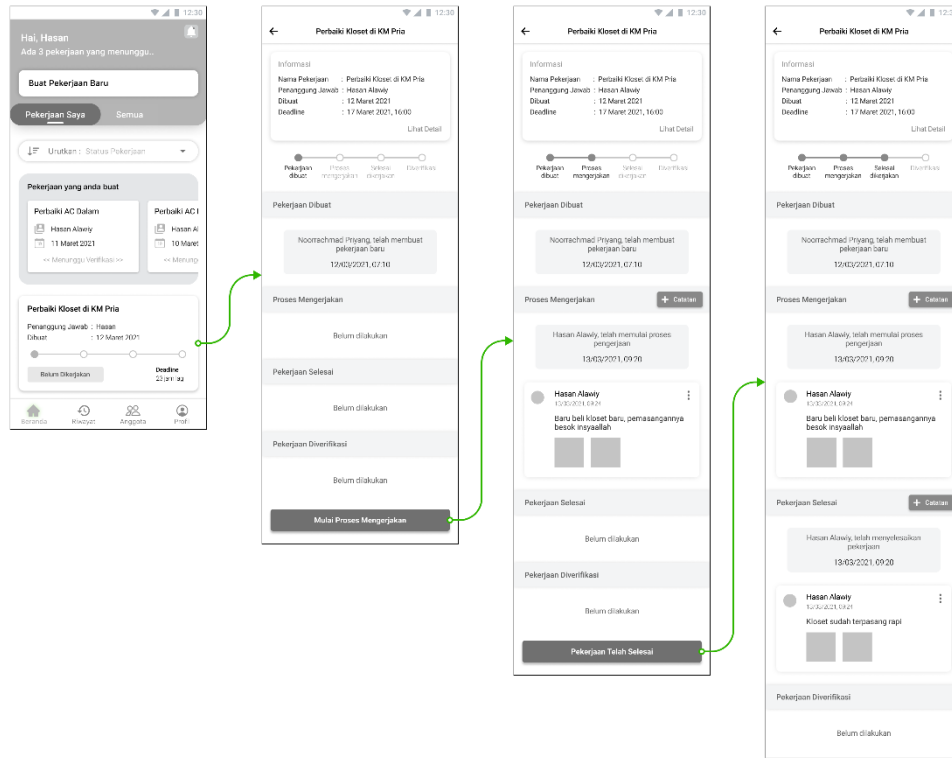 12:30
Hai, Hasan
Ada 3 pekerjaan yang menunggu..
Buat Pekerjaan Baru
Pekerjaan Saya
Semua
Urutkan : Status Pekerjaan
Pekerjaan yang anda buat
Perbaiki AC Dalam
Hasan Alawiy
11 Maret 2021
<< Menunggu Verifikasi >>
Perbaiki AC
Hasan Al
10 Maret
<< Menung
Perbaiki Kloset di KM Pria
Penanggung Jawab : Hasan
Dibuat : 12 Maret 2021
Belum Dikerjakan
Deadline
23 jam lagi
Beranda
Riwayat
Anggota
Profil
12:30
Perbaiki Kloset di KM Pria
Informasi
Nama Pekerjaan : Perbaiki Kloset di KM Pria
Penanggung Jawab : Hasan Alawiy
Dibuat : 12 Maret 2021
Deadline : 17 Maret 2021, 16:00
Lihat Detail
Pekerjaan dibuat
Proses mengerjakan
Selesai dikerjakan
Diverifikasi
Pekerjaan Dibuat
Noorrachmad Priyang, telah membuat
pekerjaan baru
12/03/2021, 07.10
Proses Mengerjakan
Belum dilakukan
Pekerjaan Selesai
Belum dilakukan
Pekerjaan Diverifikasi
Belum dilakukan
Mulai Proses Mengerjakan
12:30
Perbaiki Kloset di KM Pria
Informasi
Nama Pekerjaan : Perbaiki Kloset di KM Pria
Penanggung Jawab : Hasan Alawiy
Dibuat : 12 Maret 2021
Deadline : 17 Maret 2021, 16:00
Lihat Detail
Pekerjaan dibuat
Proses mengerjakan
Selesai dikerjakan
Diverifikasi
Pekerjaan Dibuat
Noorrachmad Priyang, telah membuat
pekerjaan baru
12/03/2021, 07.10
Proses Mengerjakan
+ Catatan
Hasan Alawiy, telah memulai proses
pengerjaan
13/03/2021, 09.20
Hasan Alawiy
Baru beli kloset baru, pemasangannya
besok insyaallah
Pekerjaan Selesai
Belum dilakukan
Pekerjaan Diverifikasi
Belum dilakukan
Pekerjaan Telah Selesai
Perbaiki Kloset di KM Pria
Informasi
Nama Pekerjaan : Perbaiki Kloset di KM Pria
Penanggung Jawab : Hasan Alawiy
Dibuat : 12 Maret 2021
Deadline : 17 Maret 2021, 16:00
Lihat Detail
Pekerjaan dibuat
Proses mengerjakan
Selesai dikerjakan
Diverifikasi
Pekerjaan Dibuat
Noorrachmad Priyang, telah membuat
pekerjaan baru
12/03/2021, 07.10
Proses Mengerjakan
+ Catatan
Hasan Alawiy, telah memulai proses
pengerjaan
13/03/2021, 09.20
Hasan Alawiy
Baru beli kloset baru, pemasangannya
besok insyaallah
Pekerjaan Selesai
+ Catatan
Hasan Alawiy, telah menyelesaikan
pekerjaan
13/03/2021, 09.20
Hasan Alawiy
Kloset sudah terpasang rapi
Pekerjaan Diverifikasi
Belum dilakukan